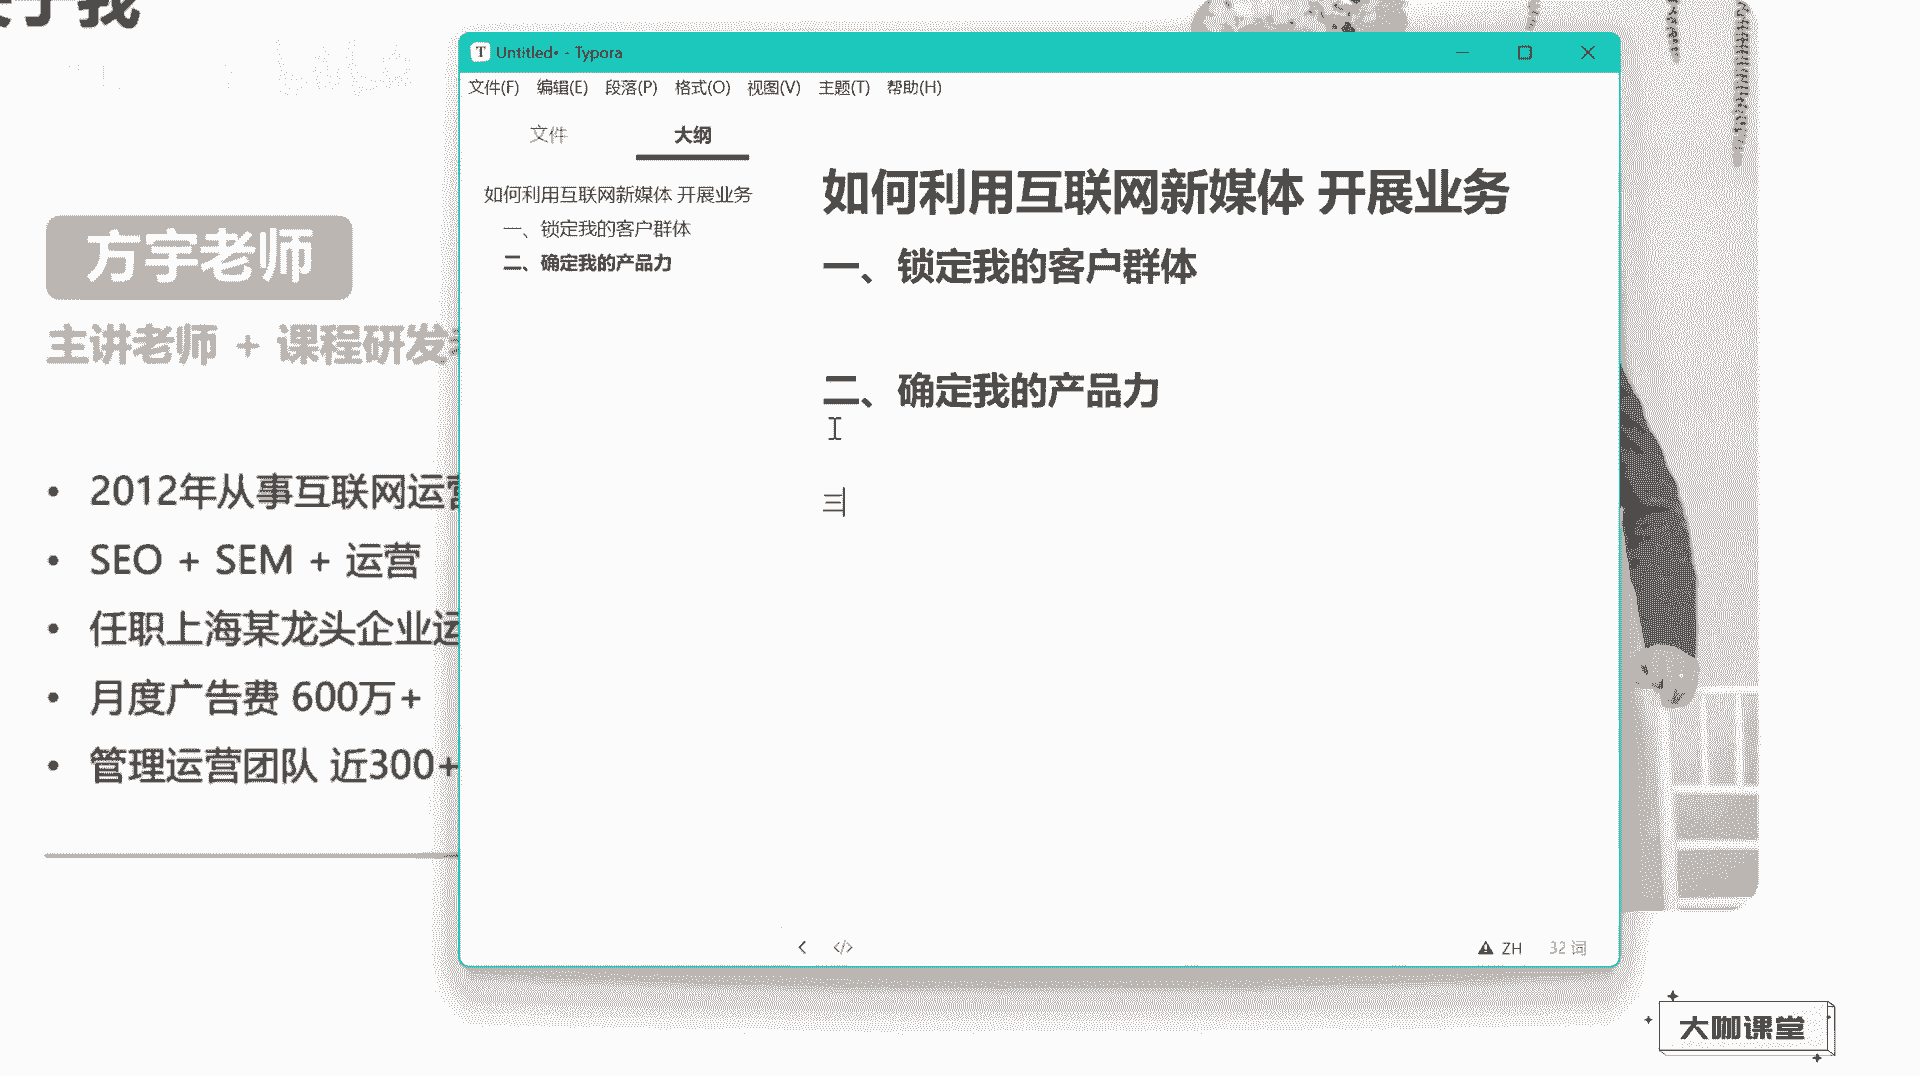 Untitled• - Typora
文件(F) 编辑(E) 段落(P) 格式(O) 视图(V) 主题(T) 帮助(H)
文件 大纲
如何利用互联网新媒体 开展业务
一、锁定我的客户群体
二、确定我的产品力
如何利用互联网新媒体 开展业务
一、锁定我的客户群体
二、确定我的产品力
三
ZH 32 词
方宇老师
主讲老师 + 课程研发
2012年从事互联网运营
SEO + SEM + 运营
任职上海某龙头企业运
月度广告费 600万+
管理运营团队 近300+
大咖课堂